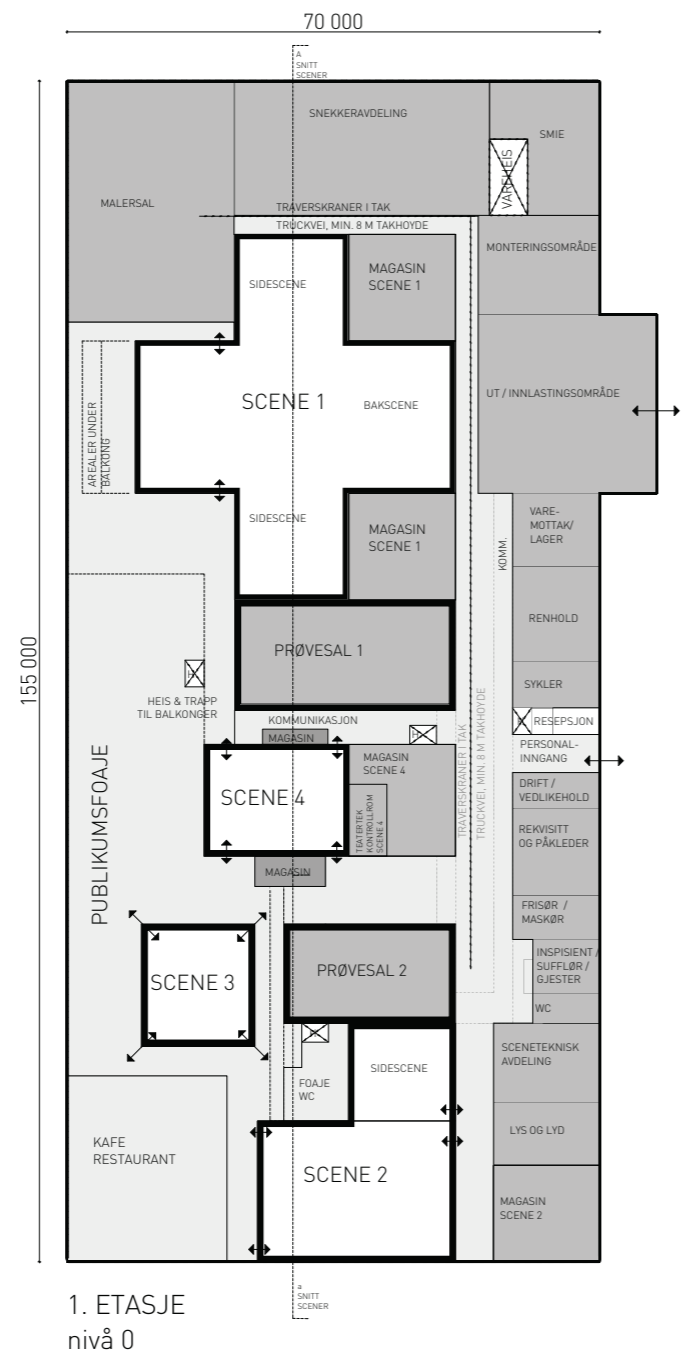 70 000
A
SNITT
SCENER
SNEKKERAVDELING
SMIE
VAREHEIS
MALERSAL
TRAVERSKRANER I TAK
TRUCKVEI, MIN. 8 M TAKHOYDE
MONTERINGSOMRÅDE
SIDESCENE
MAGASIN
SCENE 1
SCENE 1
BAKSCENE
UT / INNLASTINGSOMRÅDE
AREALER UNDER
BALKONG
SIDESCENE
MAGASIN
SCENE 1
VARE-
MOTTAK/
LAGER
KOMM.
155 000
PRØVESAL 1
RENHOLD
SYKLER
H
HEIS & TRAPP
TIL BALKONGER
KOMMUNIKASJON
MAGASIN
RESEPSJON
PERSONAL-
INNGANG
TRAVERSKRANER I TAK
TRUCKVEI, MIN. 8 M TAKHOYDE
MAGASIN
SCENE 4
SCENE 4
TEATERTEK
KONTROLLROM
SCENE 4
DRIFT /
VEDLIKEHOLD
REKVISITT
OG PÅKLEDER
MAGASIN
PUBLIKUMSFOAJE
FRISØR /
MASKØR
SCENE 3
PRØVESAL 2
INSPISIENT /
SUFFLØR /
GJESTER
WC
SCENETEKNISK
AVDELING
SIDESCENE
FOAJE
WC
LYS OG LYD
KAFE
RESTAURANT
SCENE 2
MAGASIN
SCENE 2
a
SNITT
SCENER
1. ETASJE
nivå 0